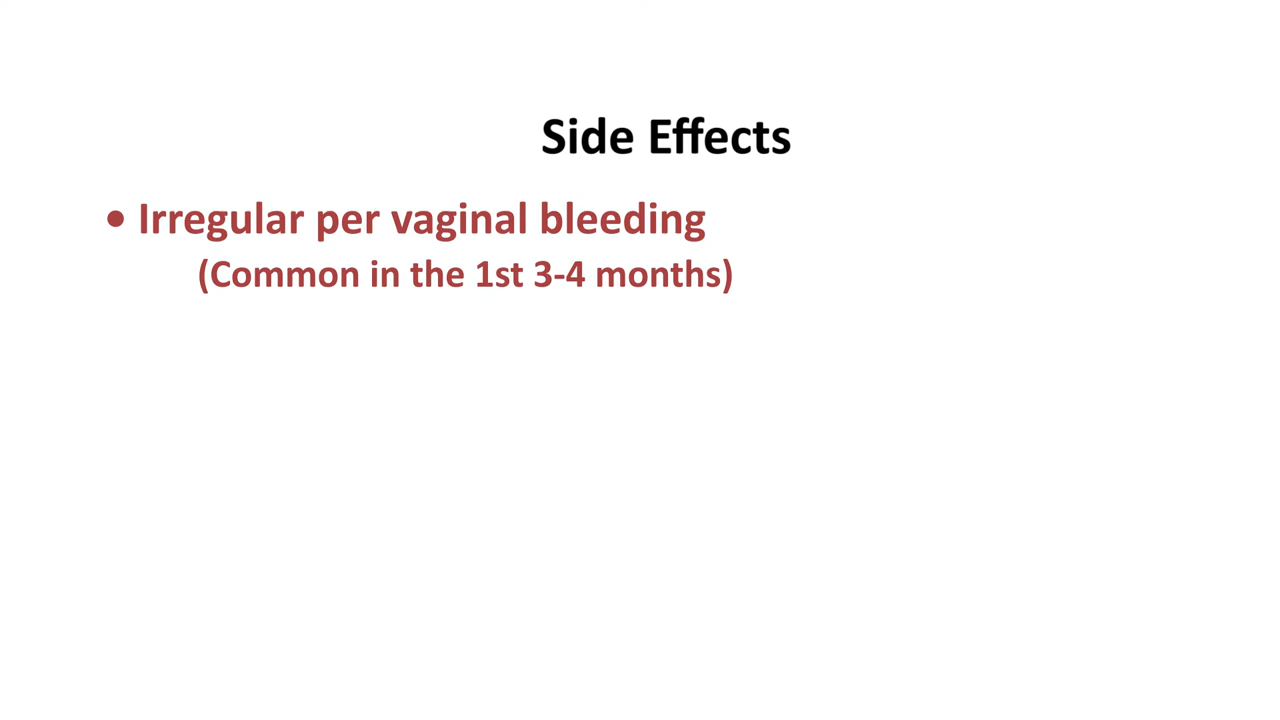 Side Effects
• Irregular per vaginal bleeding
(Common in the 1st 3-4 months)